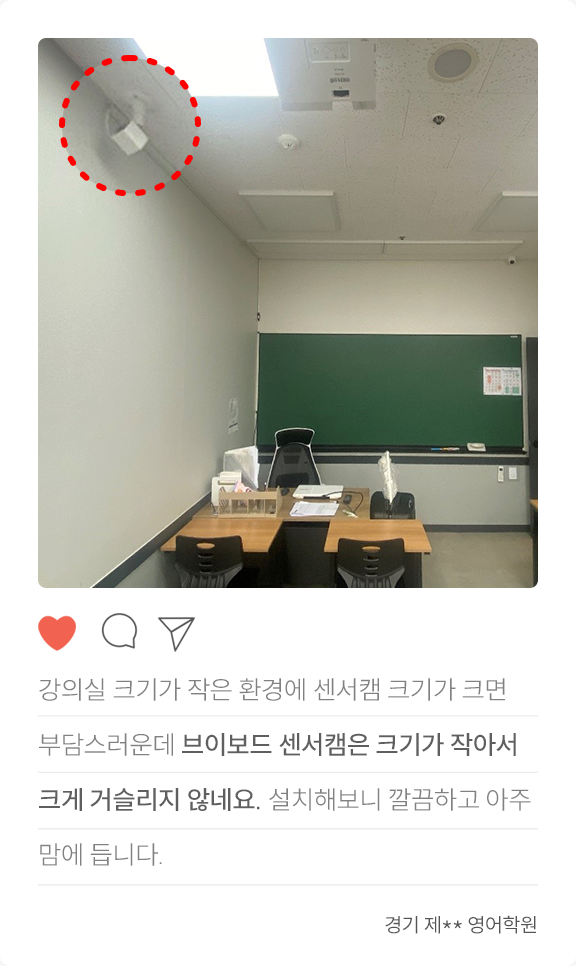 강의실 크기가 작은 환경에 센서캠 크기가 크면
부담스러운데 브이보드 센서캠은 크기가 작아서
크게 거슬리지 않네요. 설치해보니 깔끔하고 아주
맘에 듭니다.
경기 제** 영어학원